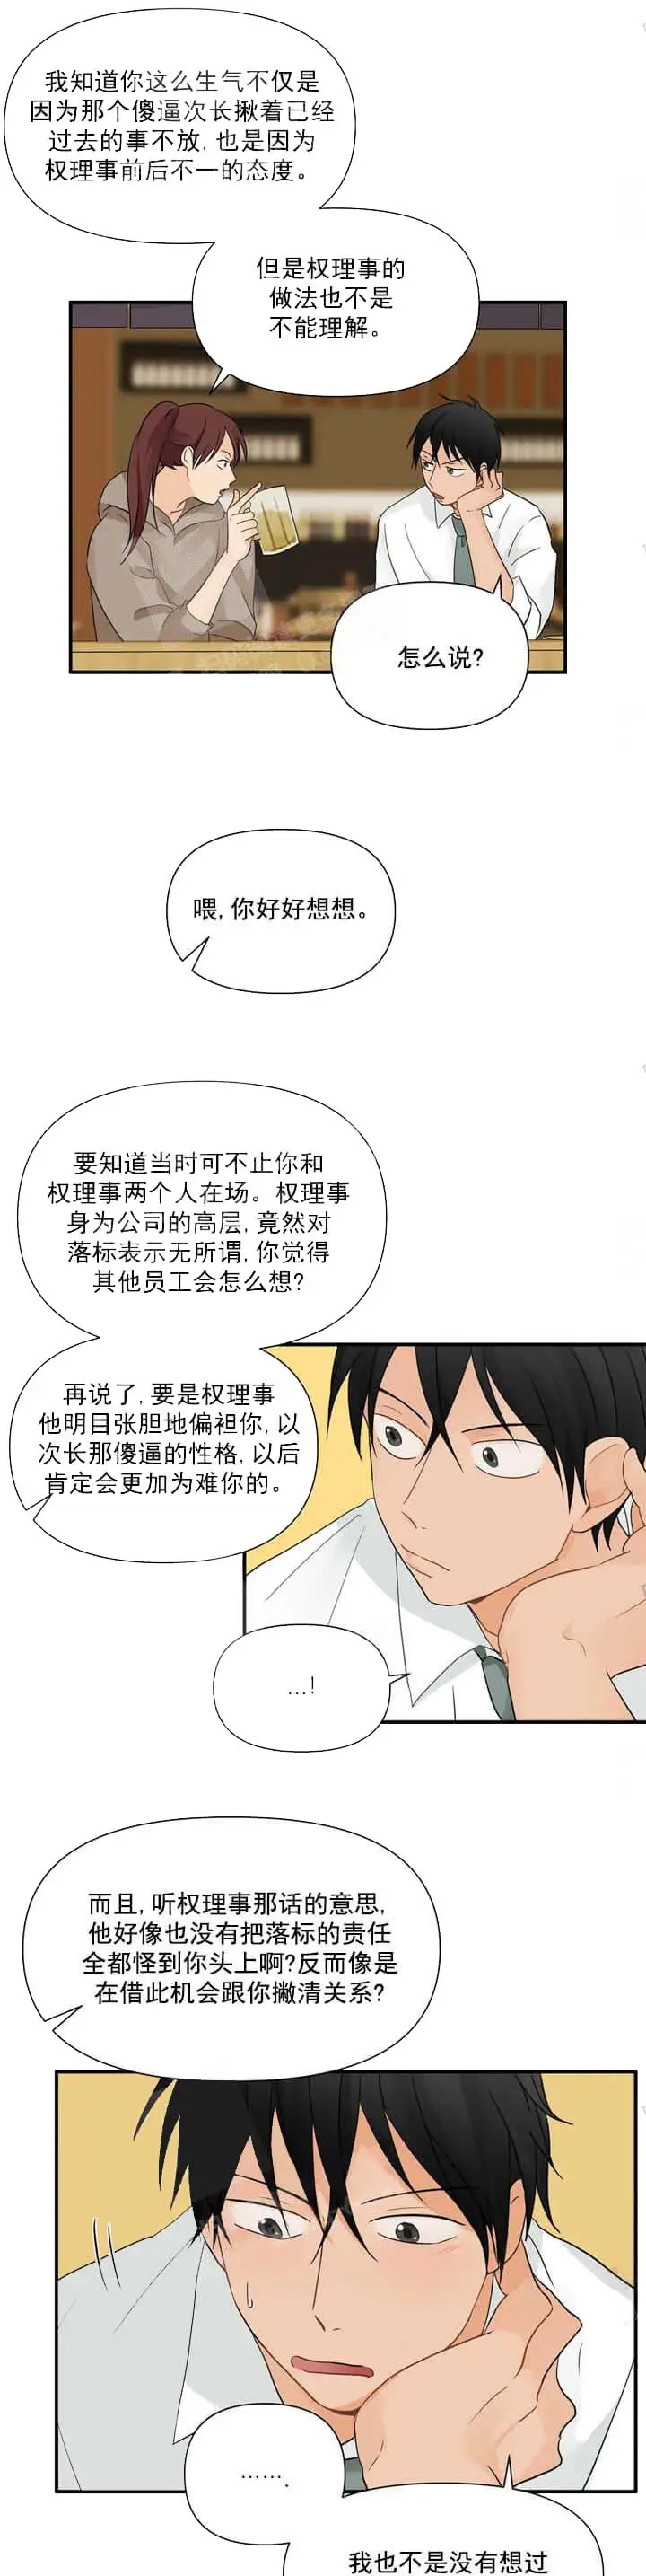 我知道你这么生气不仅是
因为那个傻逼次长揪着已经
过去的事不放,也是因为
权理事前后不一的态度。
但是权理事的
做法也不是
不能理解。
怎么说?
喂,你好好想想。
要知道当时可不止你和
权理事两个人在场。权理事
身为公司的高层,竟然对
落标表示无所谓,你觉得
其他员工会怎么想?
再说了,要是权理事
他明目张胆地偏袒你,以
次长那傻逼的性格,以后
肯定会更加为难你的。
...!
而且,听权理事那话的意思,
他好像也没有把落标的责任
全都怪到你头上啊?反而像是
在借此机会跟你撇清关系?
…….
我也不是没有想过